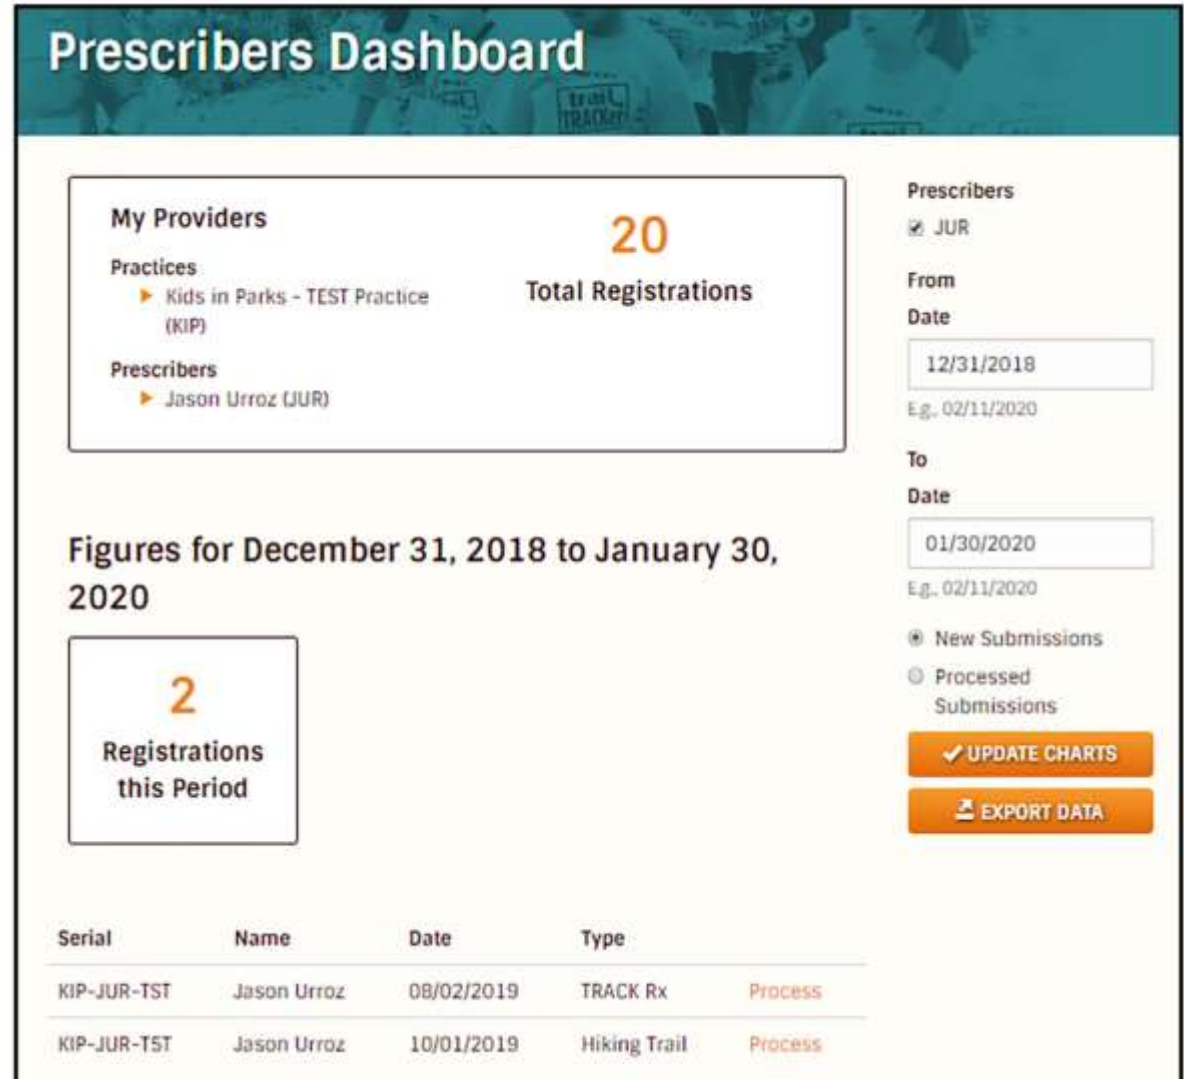 Prescribers Dashboard
trail
TRACKer
My Providers
Practices
Kids in Parks - TEST Practice
(KIP)
Prescribers
Jason Urroz (JUR)
20
Total Registrations
Prescribers
JUR
From
Date
12/31/2018
E.g., 02/11/2020
To
Date
01/30/2020
E.g., 02/11/2020
New Submissions
Processed
Submissions
UPDATE CHARTS
EXPORT DATA
Figures for December 31, 2018 to January 30,
2020
2
Registrations
this Period
Serial Name Date Type
KIP-JUR-TST Jason Urroz 08/02/2019 TRACK Rx Process
KIP-JUR-T5T Jason Urroz 10/01/2019 Hiking Trail Process